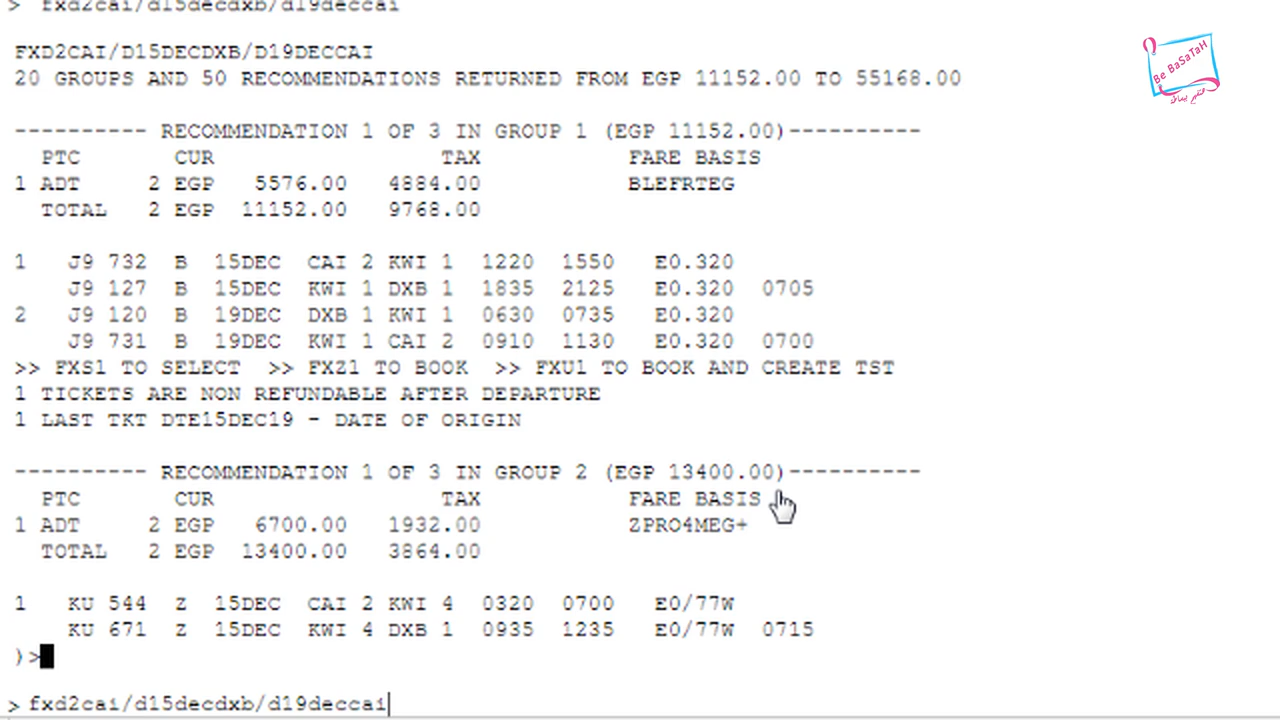 > fxd2cai/d15decdxb/d19deccai
FXD2CAI/D15DECDXB/D19DECCAI
20 GROUPS AND 50 RECOMMENDATIONS RETURNED FROM EGP 11152.00 TO 55168.00
---------- RECOMMENDATION 1 OF 3 IN GROUP 1 (EGP 11152.00)----------
PTC CUR TAX FARE BASIS
1 ADT 2 EGP 5576.00 4884.00 BLEFRTEG
TOTAL 2 EGP 11152.00 9768.00
1 J9 732 B 15DEC CAI 2 KWI 1 1220 1550 E0.320
J9 127 B 15DEC KWI 1 DXB 1 1835 2125 E0.320 0705
2 J9 120 B 19DEC DXB 1 KWI 1 0630 0735 E0.320
J9 731 B 19DEC KWI 1 CAI 2 0910 1130 E0.320 0700
>> FXS1 TO SELECT >> FXZ1 TO BOOK >> FXU1 TO BOOK AND CREATE TST
1 TICKETS ARE NON REFUNDABLE AFTER DEPARTURE
1 LAST TKT DTE15DEC19 - DATE OF ORIGIN
---------- RECOMMENDATION 1 OF 3 IN GROUP 2 (EGP 13400.00)----------
PTC CUR TAX FARE BASIS
1 ADT 2 EGP 6700.00 1932.00 ZPRO4MEG+
TOTAL 2 EGP 13400.00 3864.00
1 KU 544 Z 15DEC CAI 2 KWI 4 0320 0700 E0/77W
KU 671 Z 15DEC KWI 4 DXB 1 0935 1235 E0/77W 0715
)>
> fxd2cai/d15decdxb/d19deccai
Be BaSaTaH